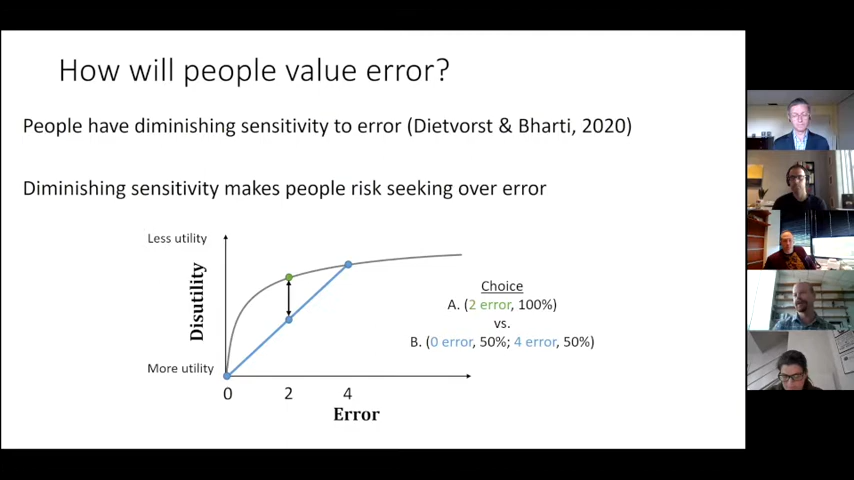 How will people value error?
People have diminishing sensitivity to error (Dietvorst & Bharti, 2020)
Diminishing sensitivity makes people risk seeking over error
Less utility
Disutility
More utility
0 2 4
Error
Choice
A. (2 error, 100%)
vs.
B. (0 error, 50%; 4 error, 50%)